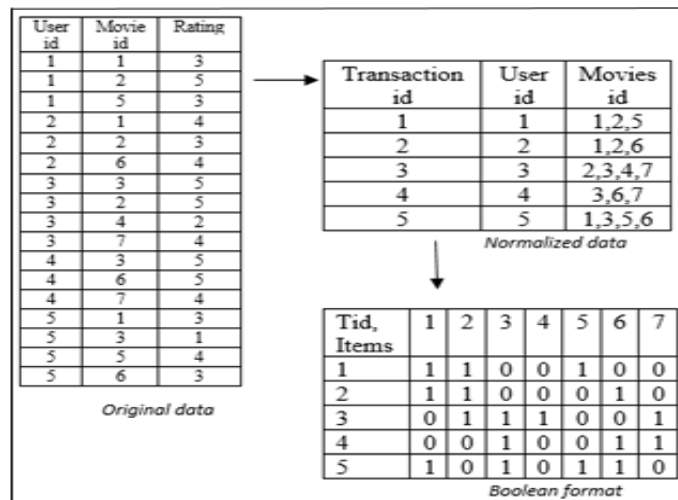 User id Movie id Rating
1 1 3
1 2 5
1 5 3
2 1 4
2 2 3
2 6 4
3 3 5
3 2 5
3 4 2
3 7 4
4 3 5
4 6 5
4 7 4
5 1 3
5 3 1
5 5 4
5 6 3
Original data
Transaction id User id Movies id
1 1 1,2,5
2 2 1,2,6
3 3 2,3,4,7
4 4 3,6,7
5 5 1,3,5,6
Normalized data
Tid, Items 1 2 3 4 5 6 7
1 1 1 0 0 1 0 0
2 1 1 0 0 0 1 0
3 0 1 1 1 0 0 1
4 0 0 1 0 0 1 1
5 1 0 1 0 1 1 0
Boolean format